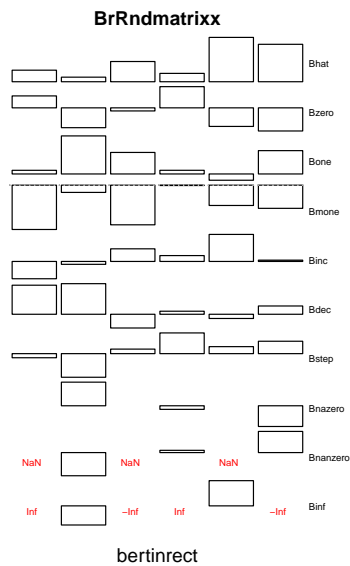 BrRndmatrixx
Bhat
Bzero
Bone
Bmone
Binc
Bdec
Bstep
Bnazero
Bnanzero
NaN NaN NaN
Binf
Inf −Inf Inf −Inf
bertinrect